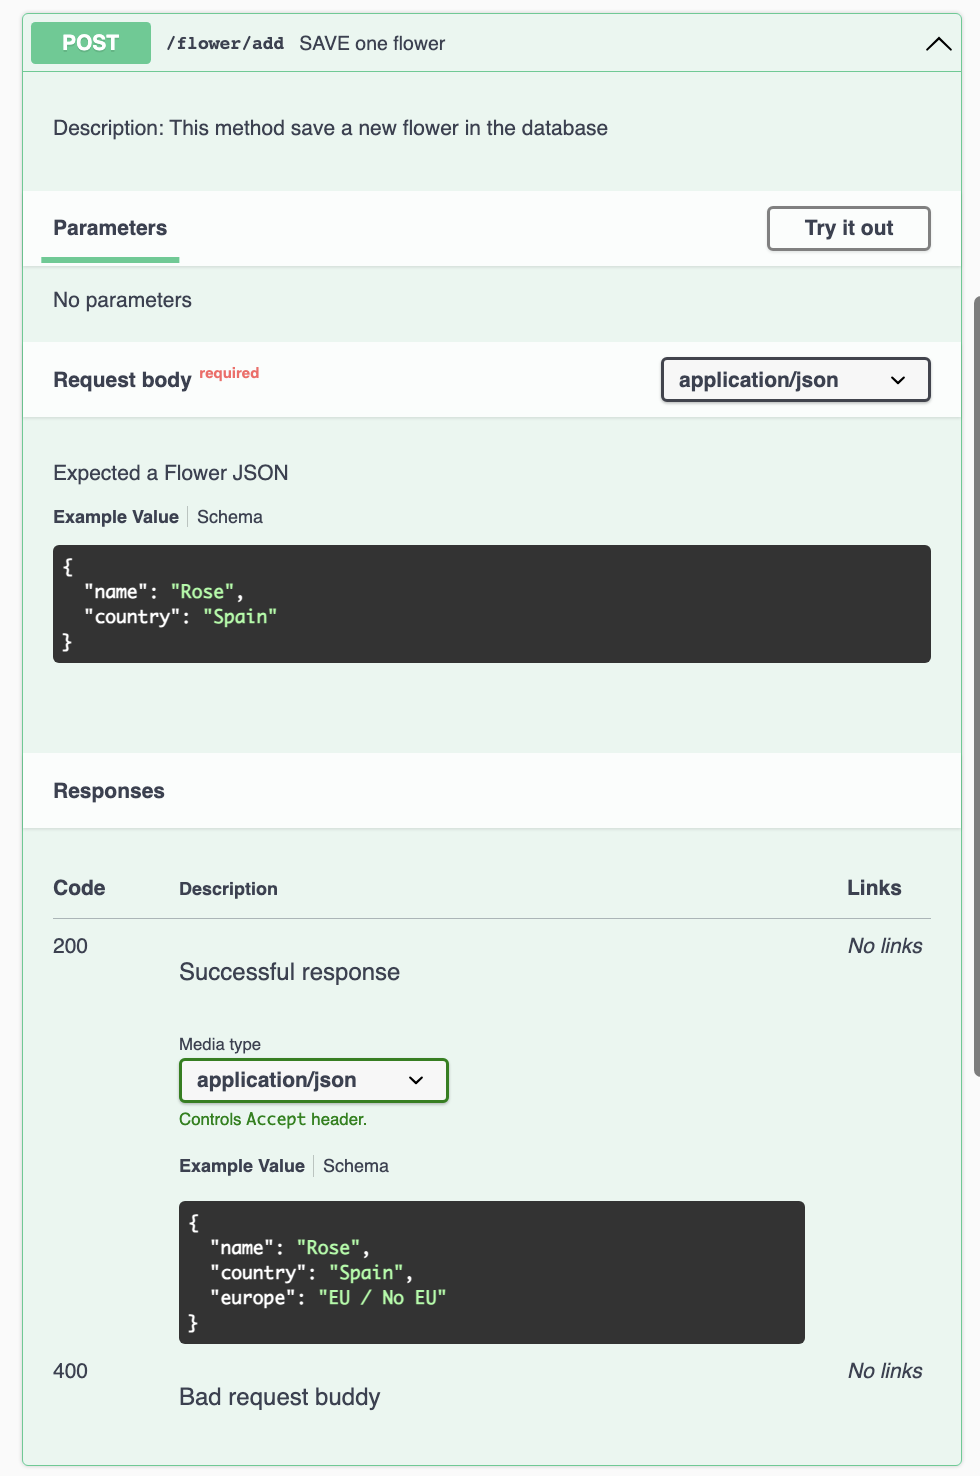 POST /flower/add SAVE one flower
Description: This method save a new flower in the database
Parameters
Try it out
No parameters
Request body required
application/json
Expected a Flower JSON
Example Value Schema
{
  "name": "Rose",
  "country": "Spain"
}
Responses
Code Description Links
200 No links
Successful response
Media type
application/json
Controls Accept header.
Example Value Schema
{
  "name": "Rose",
  "country": "Spain",
  "europe": "EU / No EU"
}
400 No links
Bad request buddy